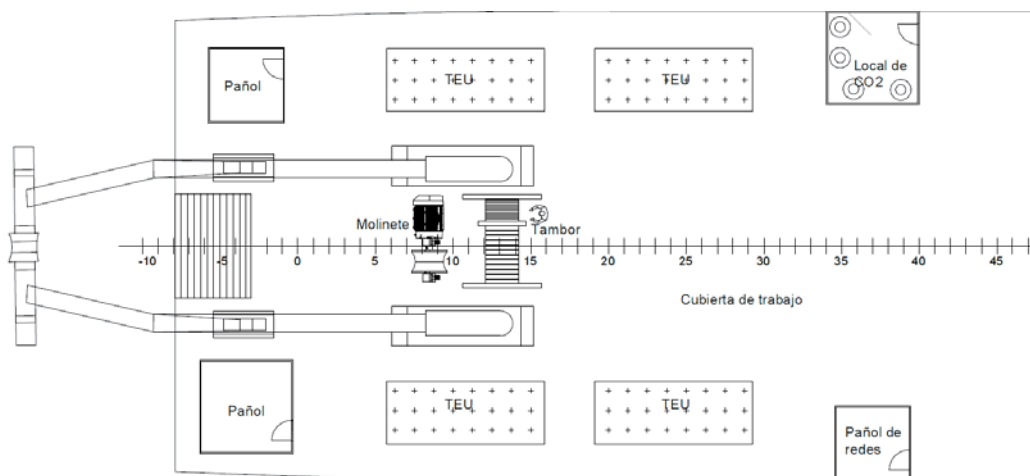 Pañol
TEU
TEU
Local de
CO2
Molinete
Tambor
-10 -5 0 5 10 15 20 25 30 35 40 45
Cubierta de trabajo
Pañol
TEU
TEU
Pañol de
redes